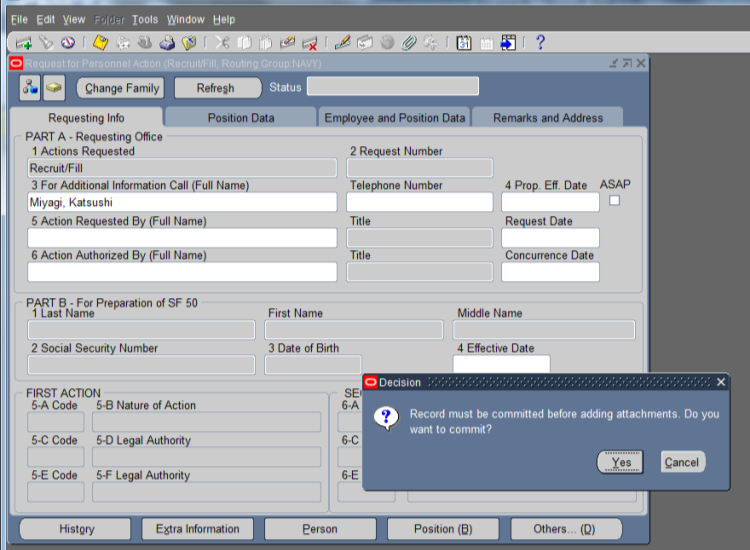 File Edit View Folder Tools Window Help
Request for Personnel Action (Recruit/Fill, Routing Group:NAVY)
Change Family Refresh Status
Requesting Info Position Data Employee and Position Data Remarks and Address
PART A - Requesting Office
1 Actions Requested 2 Request Number
Recruit/Fill
3 For Additional Information Call (Full Name) Telephone Number 4 Prop. Eff. Date ASAP
Miyagi, Katsushi
5 Action Requested By (Full Name) Title Request Date
6 Action Authorized By (Full Name) Title Concurrence Date
PART B - For Preparation of SF 50
1 Last Name First Name Middle Name
2 Social Security Number 3 Date of Birth 4 Effective Date
FIRST ACTION SE
5-A Code 5-B Nature of Action 6-A
5-C Code 5-D Legal Authority 6-C
5-E Code 5-F Legal Authority 6-E
Decision
Record must be committed before adding attachments. Do you
want to commit?
Yes Cancel
History Extra Information Person Position (B) Others... (D)